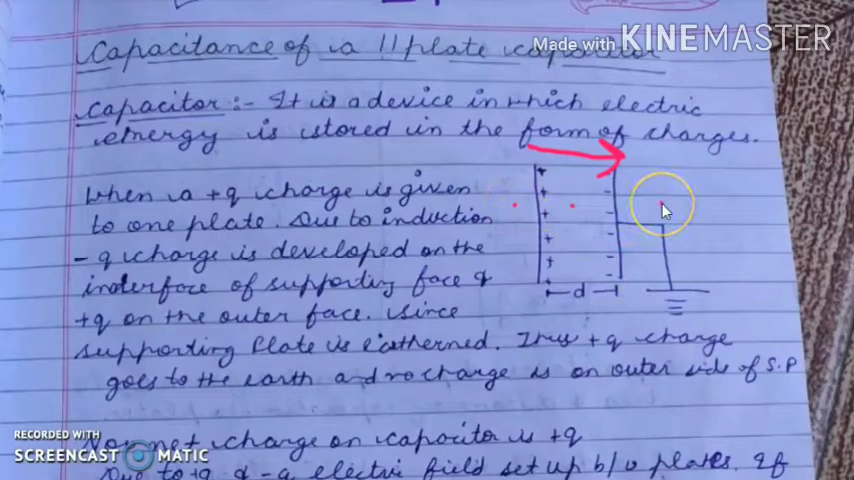 Capacitance of a || plate capacitor
Made with KINEMASTER
Capacitor :- It is a device in which electric
energy is stored in the form of charges.
When a +q charge is given
to one plate. Due to induction
-q charge is developed on the
interface of supporting face &
+q on the outer face. Since
supporting Plate is eartherned. Thus +q charge
goes to the earth and no charge is on outer side of S.P
d
RECORDED WITH
SCREENCAST MATIC
Now net charge on capacitor is +q
Due to +q & -q electric field set up b/w plates. If